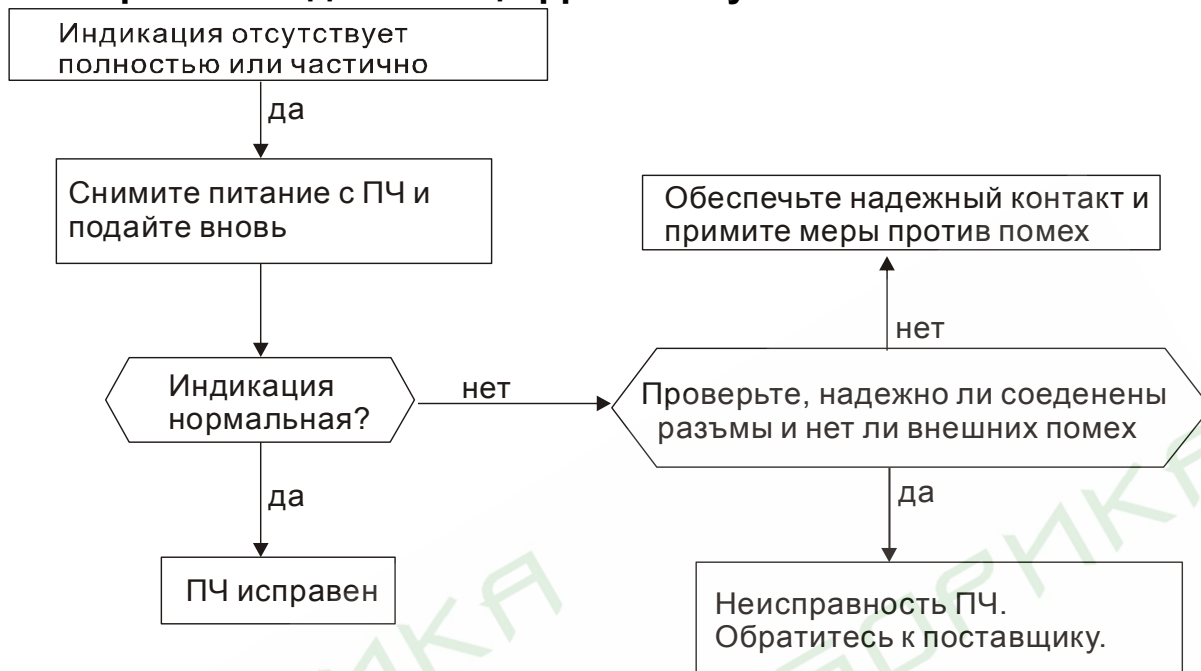 Индикация отсутствует
полностью или частично
да
Снимите питание с ПЧ и
подайте вновь
Индикация
нормальная?
нет
да
ПЧ исправен
Обеспечьте надежный контакт и
примите меры против помех
нет
Проверьте, надежно ли соеденены
разъмы и нет ли внешних помех
да
Неисправность ПЧ.
Обратитесь к поставщику.